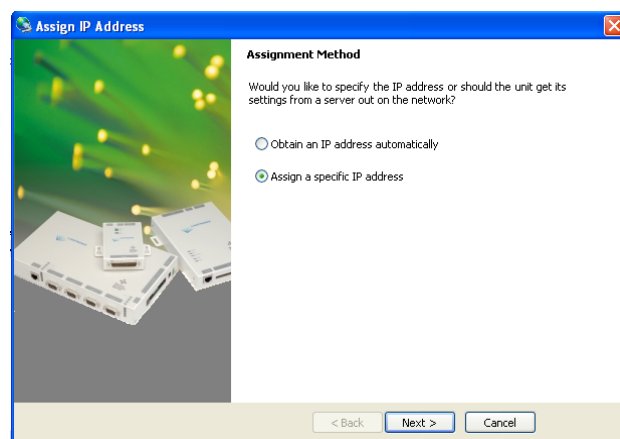 Assign IP Address
Assignment Method
Would you like to specify the IP address or should the unit get its
settings from a server out on the network?
Obtain an IP address automatically
Assign a specific IP address
< Back
Next >
Cancel